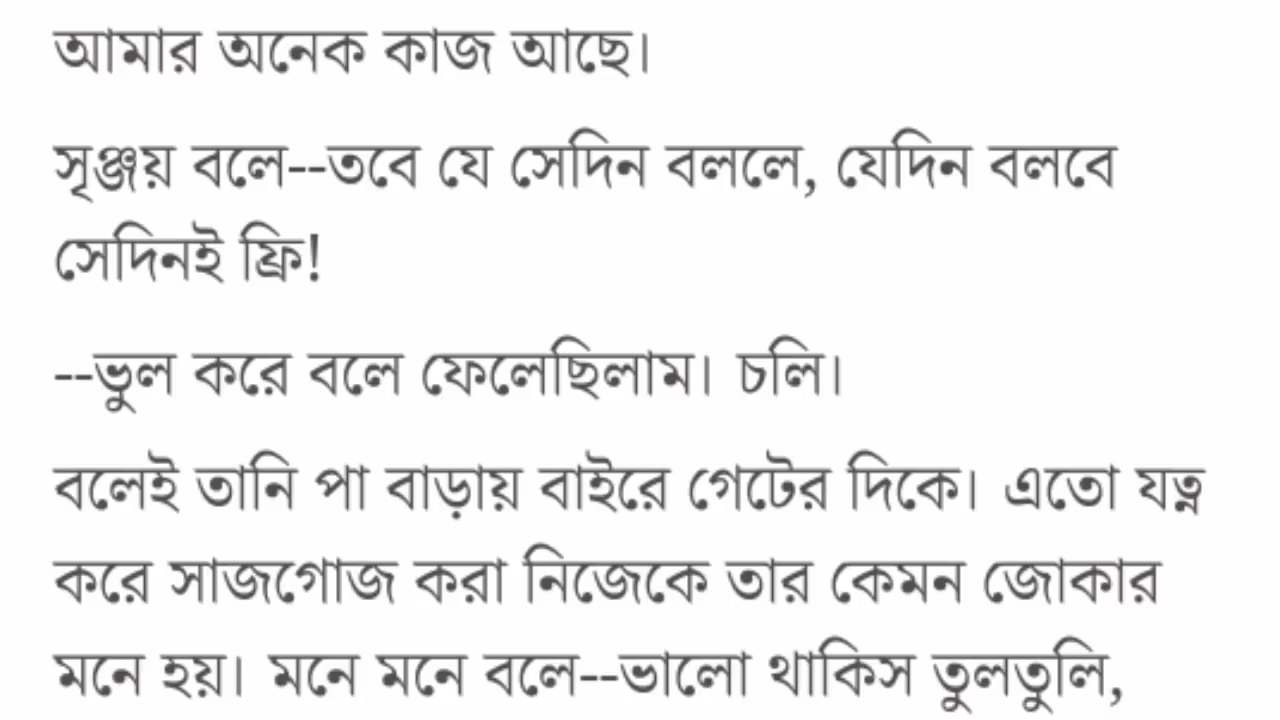 আমার অনেক কাজ আছে।
সৃঞ্জয় বলে--তবে যে সেদিন বললে, যেদিন বলবে
সেদিনই ফ্রি!
--ভুল করে বলে ফেলেছিলাম। চলি।
বলেই তানি পা বাড়ায় বাইরে গেটের দিকে। এতো যত্ন
করে সাজগোজ করা নিজেকে তার কেমন জোকার
মনে হয়। মনে মনে বলে--ভালো থাকিস তুলতুলি,